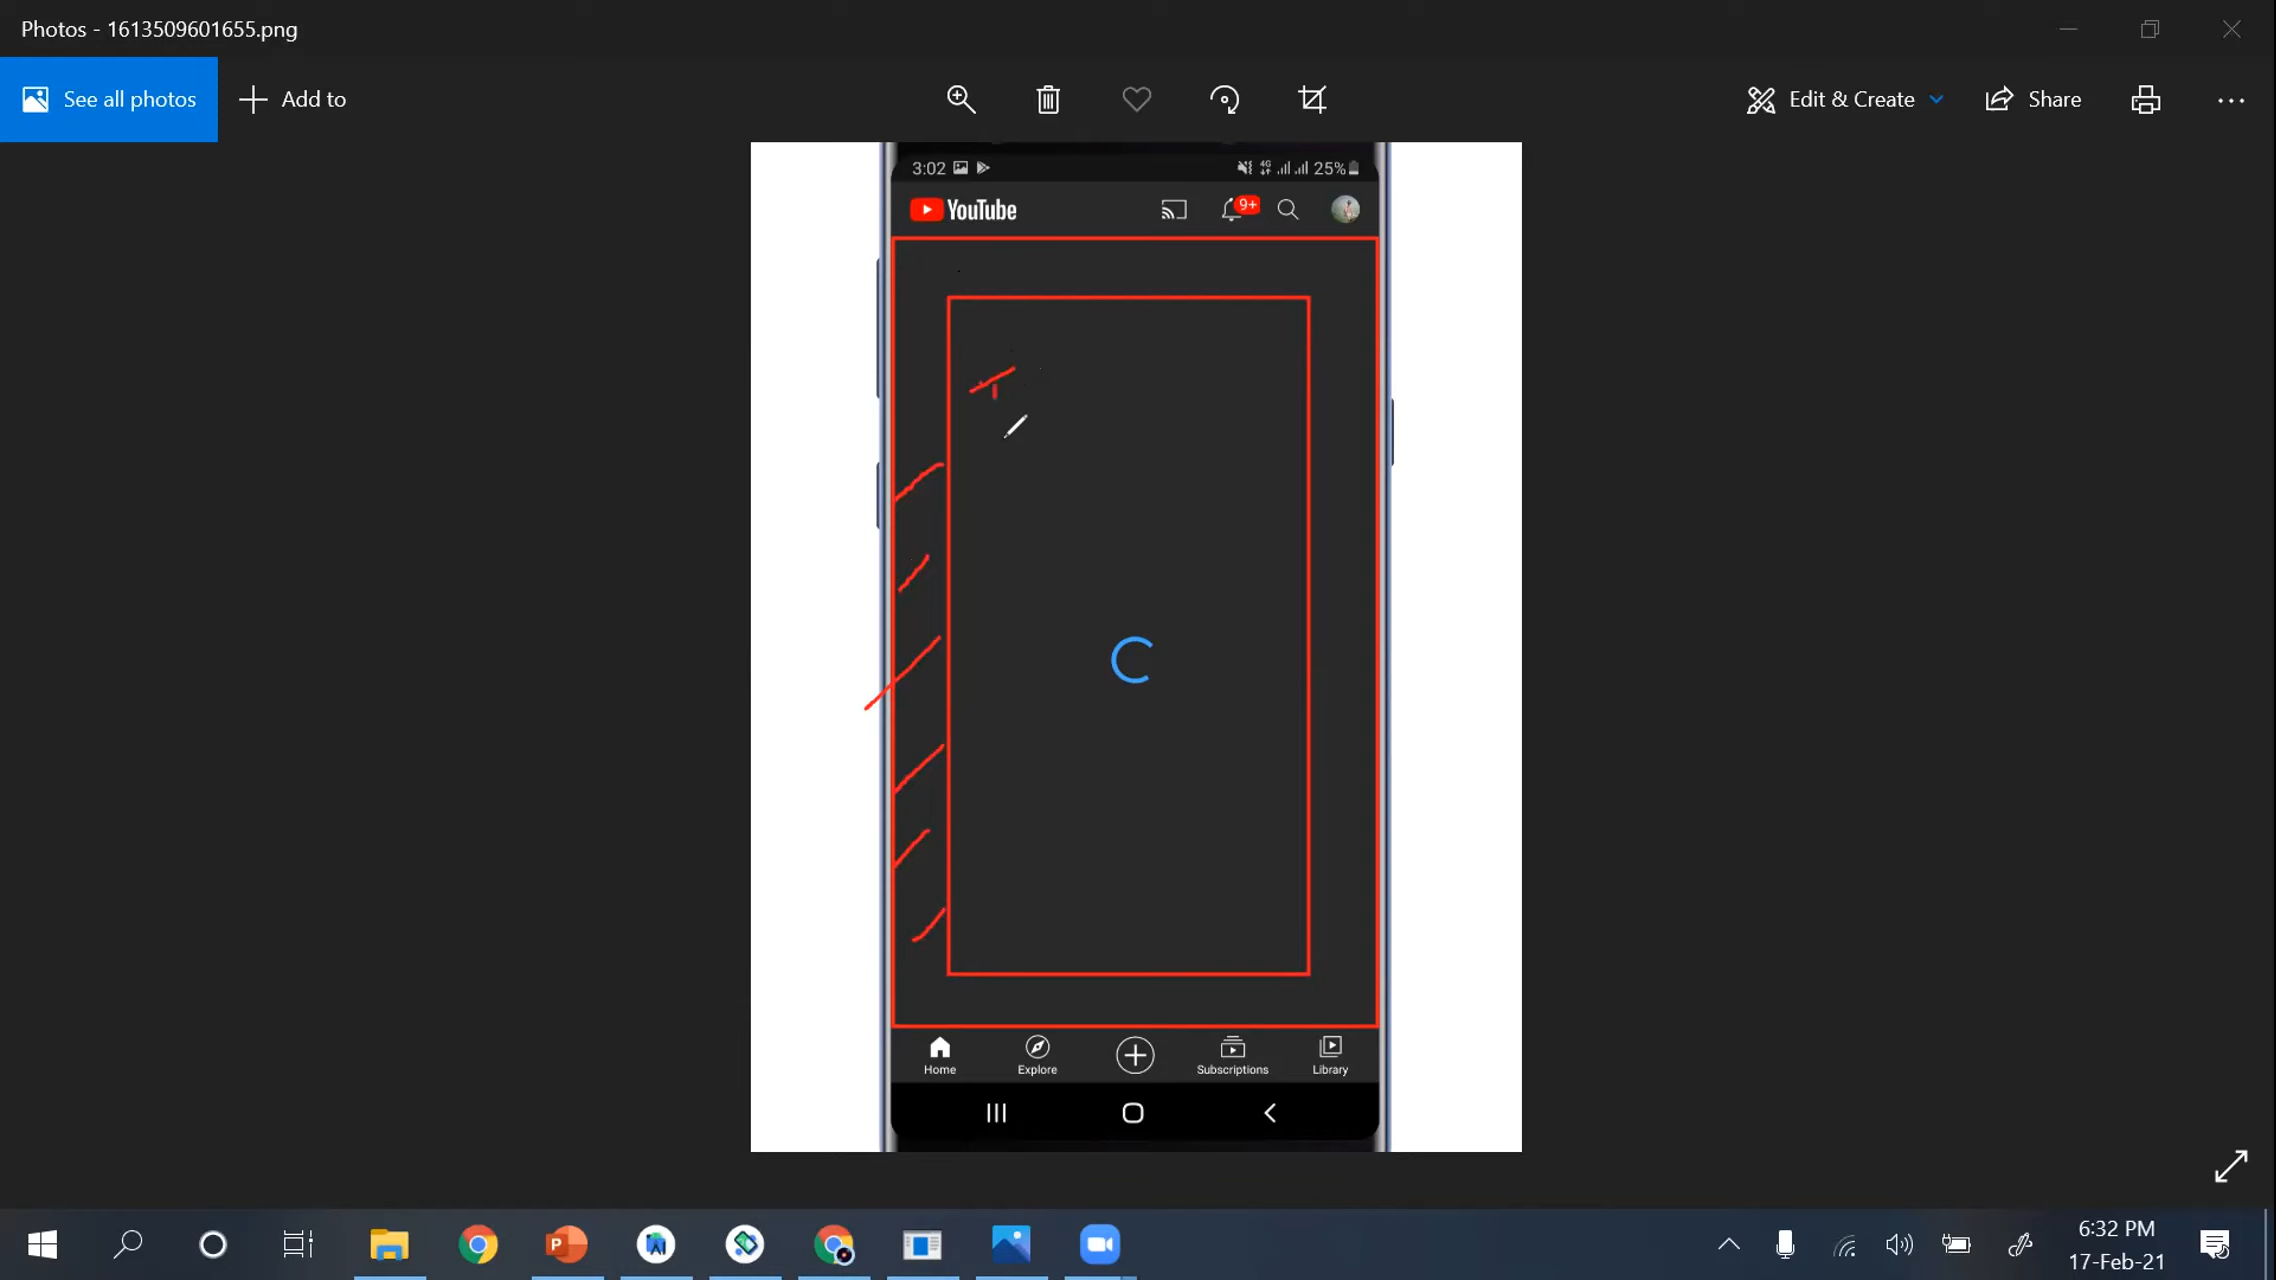 Photos - 1613509601655.png
See all photos
Add to
Edit & Create
Share
3:02
4G
25%
YouTube
9+
Home
Explore
Subscriptions
Library
P
6:32 PM
17-Feb-21